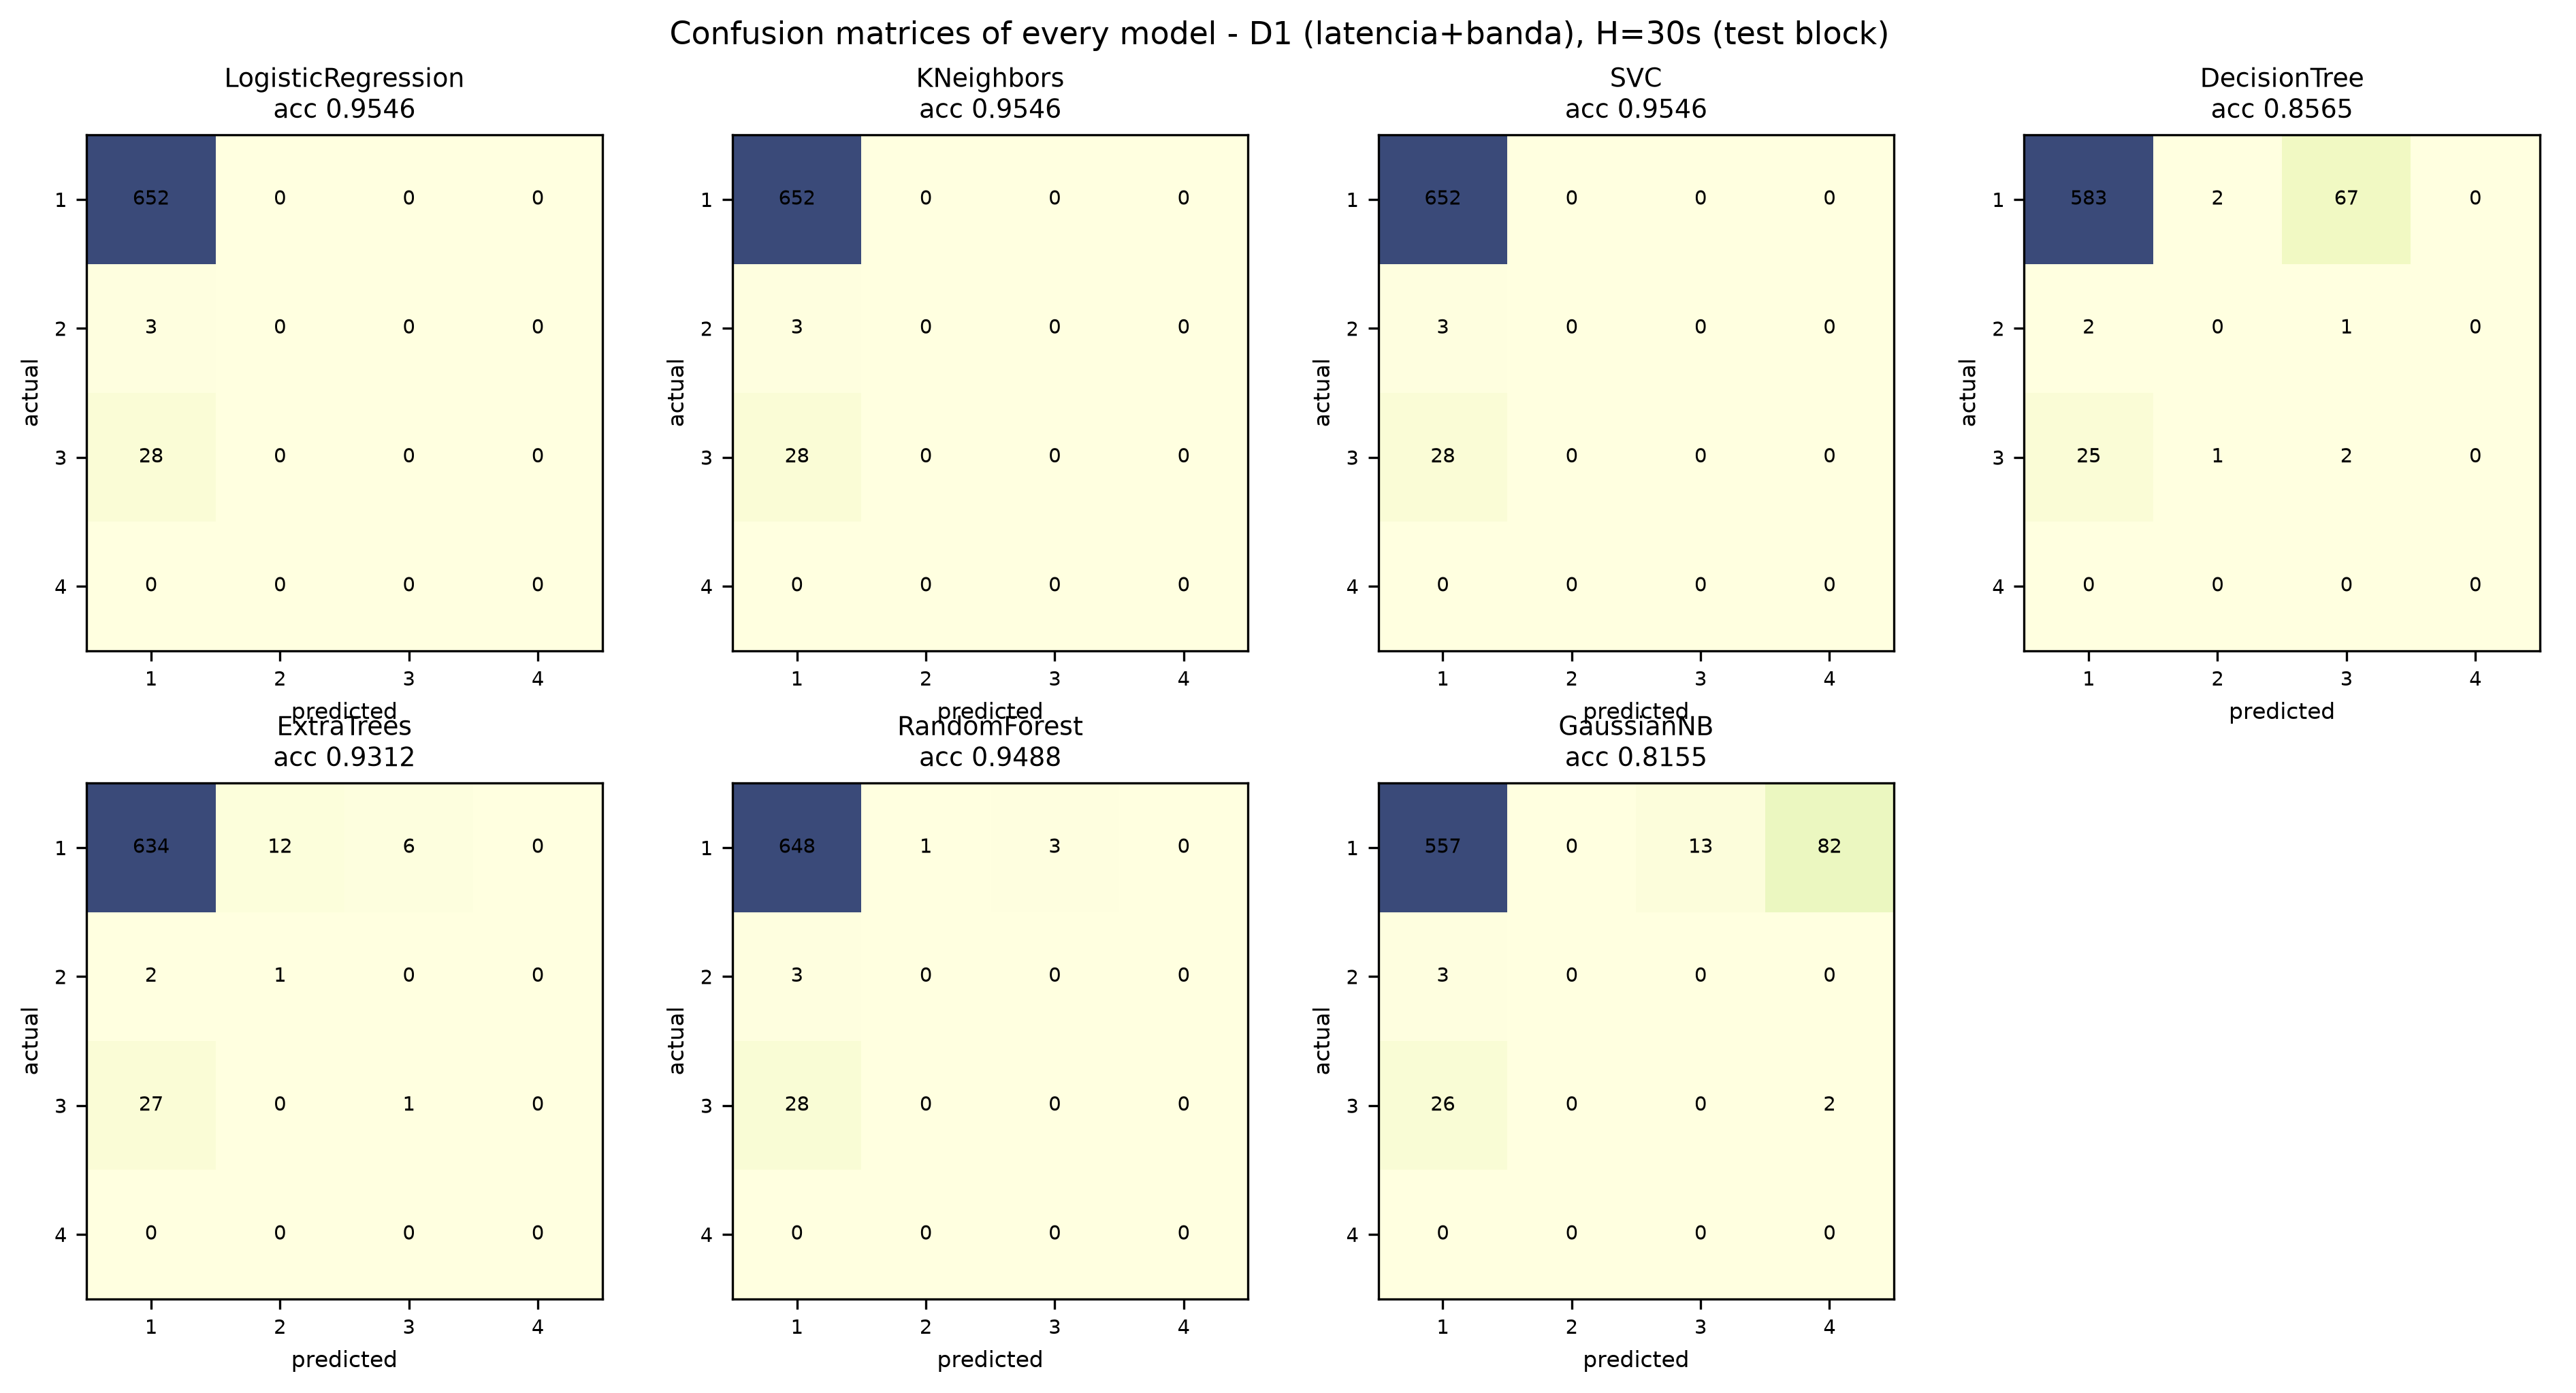 Confusion matrices of every model - D1 (latencia+banda), H=30s (test block)
LogisticRegression
acc 0.9546
actual
1 652 0 0 0
2 3 0 0 0
3 28 0 0 0
4 0 0 0 0
1 2 3 4
predicted
KNeighbors
acc 0.9546
actual
1 652 0 0 0
2 3 0 0 0
3 28 0 0 0
4 0 0 0 0
1 2 3 4
predicted
SVC
acc 0.9546
actual
1 652 0 0 0
2 3 0 0 0
3 28 0 0 0
4 0 0 0 0
1 2 3 4
predicted
DecisionTree
acc 0.8565
actual
1 583 2 67 0
2 2 0 1 0
3 25 1 2 0
4 0 0 0 0
1 2 3 4
predicted
ExtraTrees
acc 0.9312
actual
1 634 12 6 0
2 2 1 0 0
3 27 0 1 0
4 0 0 0 0
1 2 3 4
predicted
RandomForest
acc 0.9488
actual
1 648 1 3 0
2 3 0 0 0
3 28 0 0 0
4 0 0 0 0
1 2 3 4
predicted
GaussianNB
acc 0.8155
actual
1 557 0 13 82
2 3 0 0 0
3 26 0 0 2
4 0 0 0 0
1 2 3 4
predicted